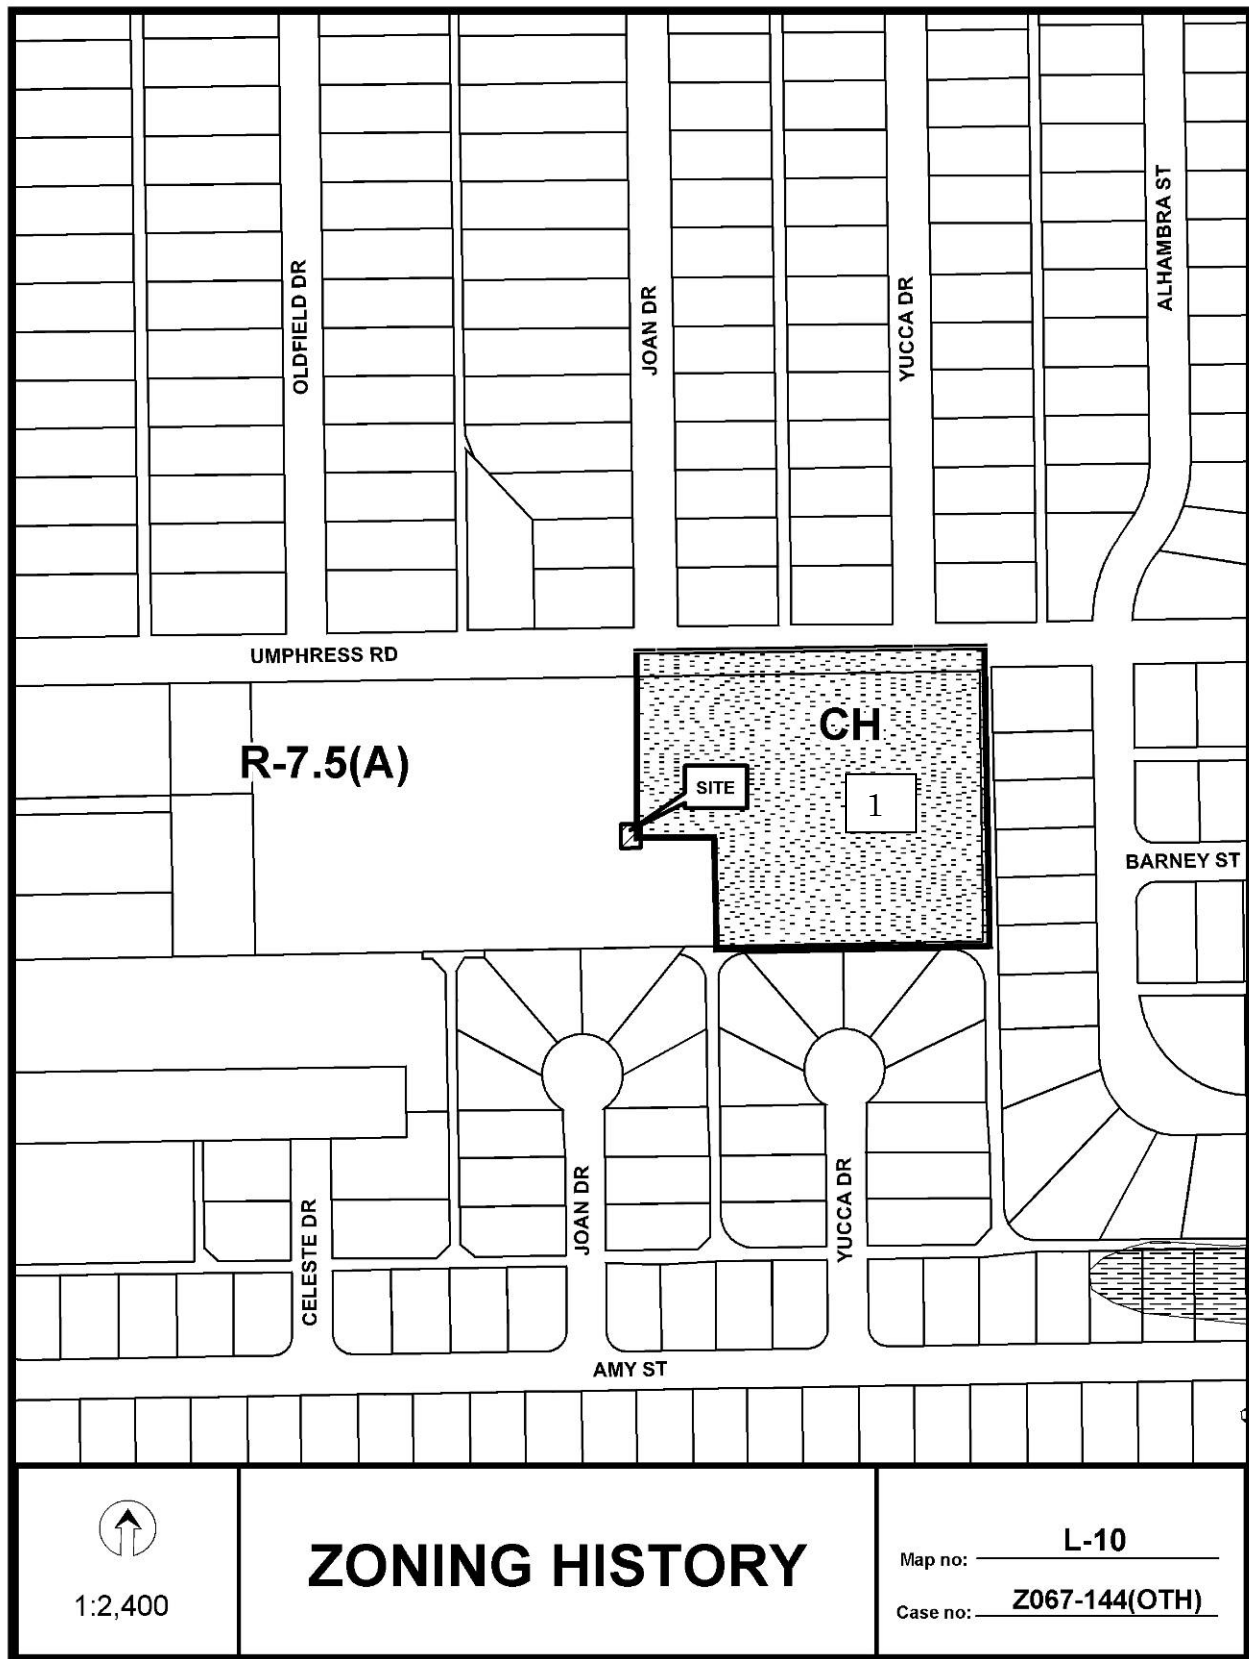 ALHAMBRA ST
OLDFIELD DR
JOAN DR
YUCCA DR
UMPHRESS RD
CH
R-7.5(A)
SITE
1
BARNEY ST
JOAN DR
YUCCA DR
CELESTE DR
AMY ST
1:2,400
ZONING HISTORY
Map no: L-10
Case no: Z067-144(OTH)